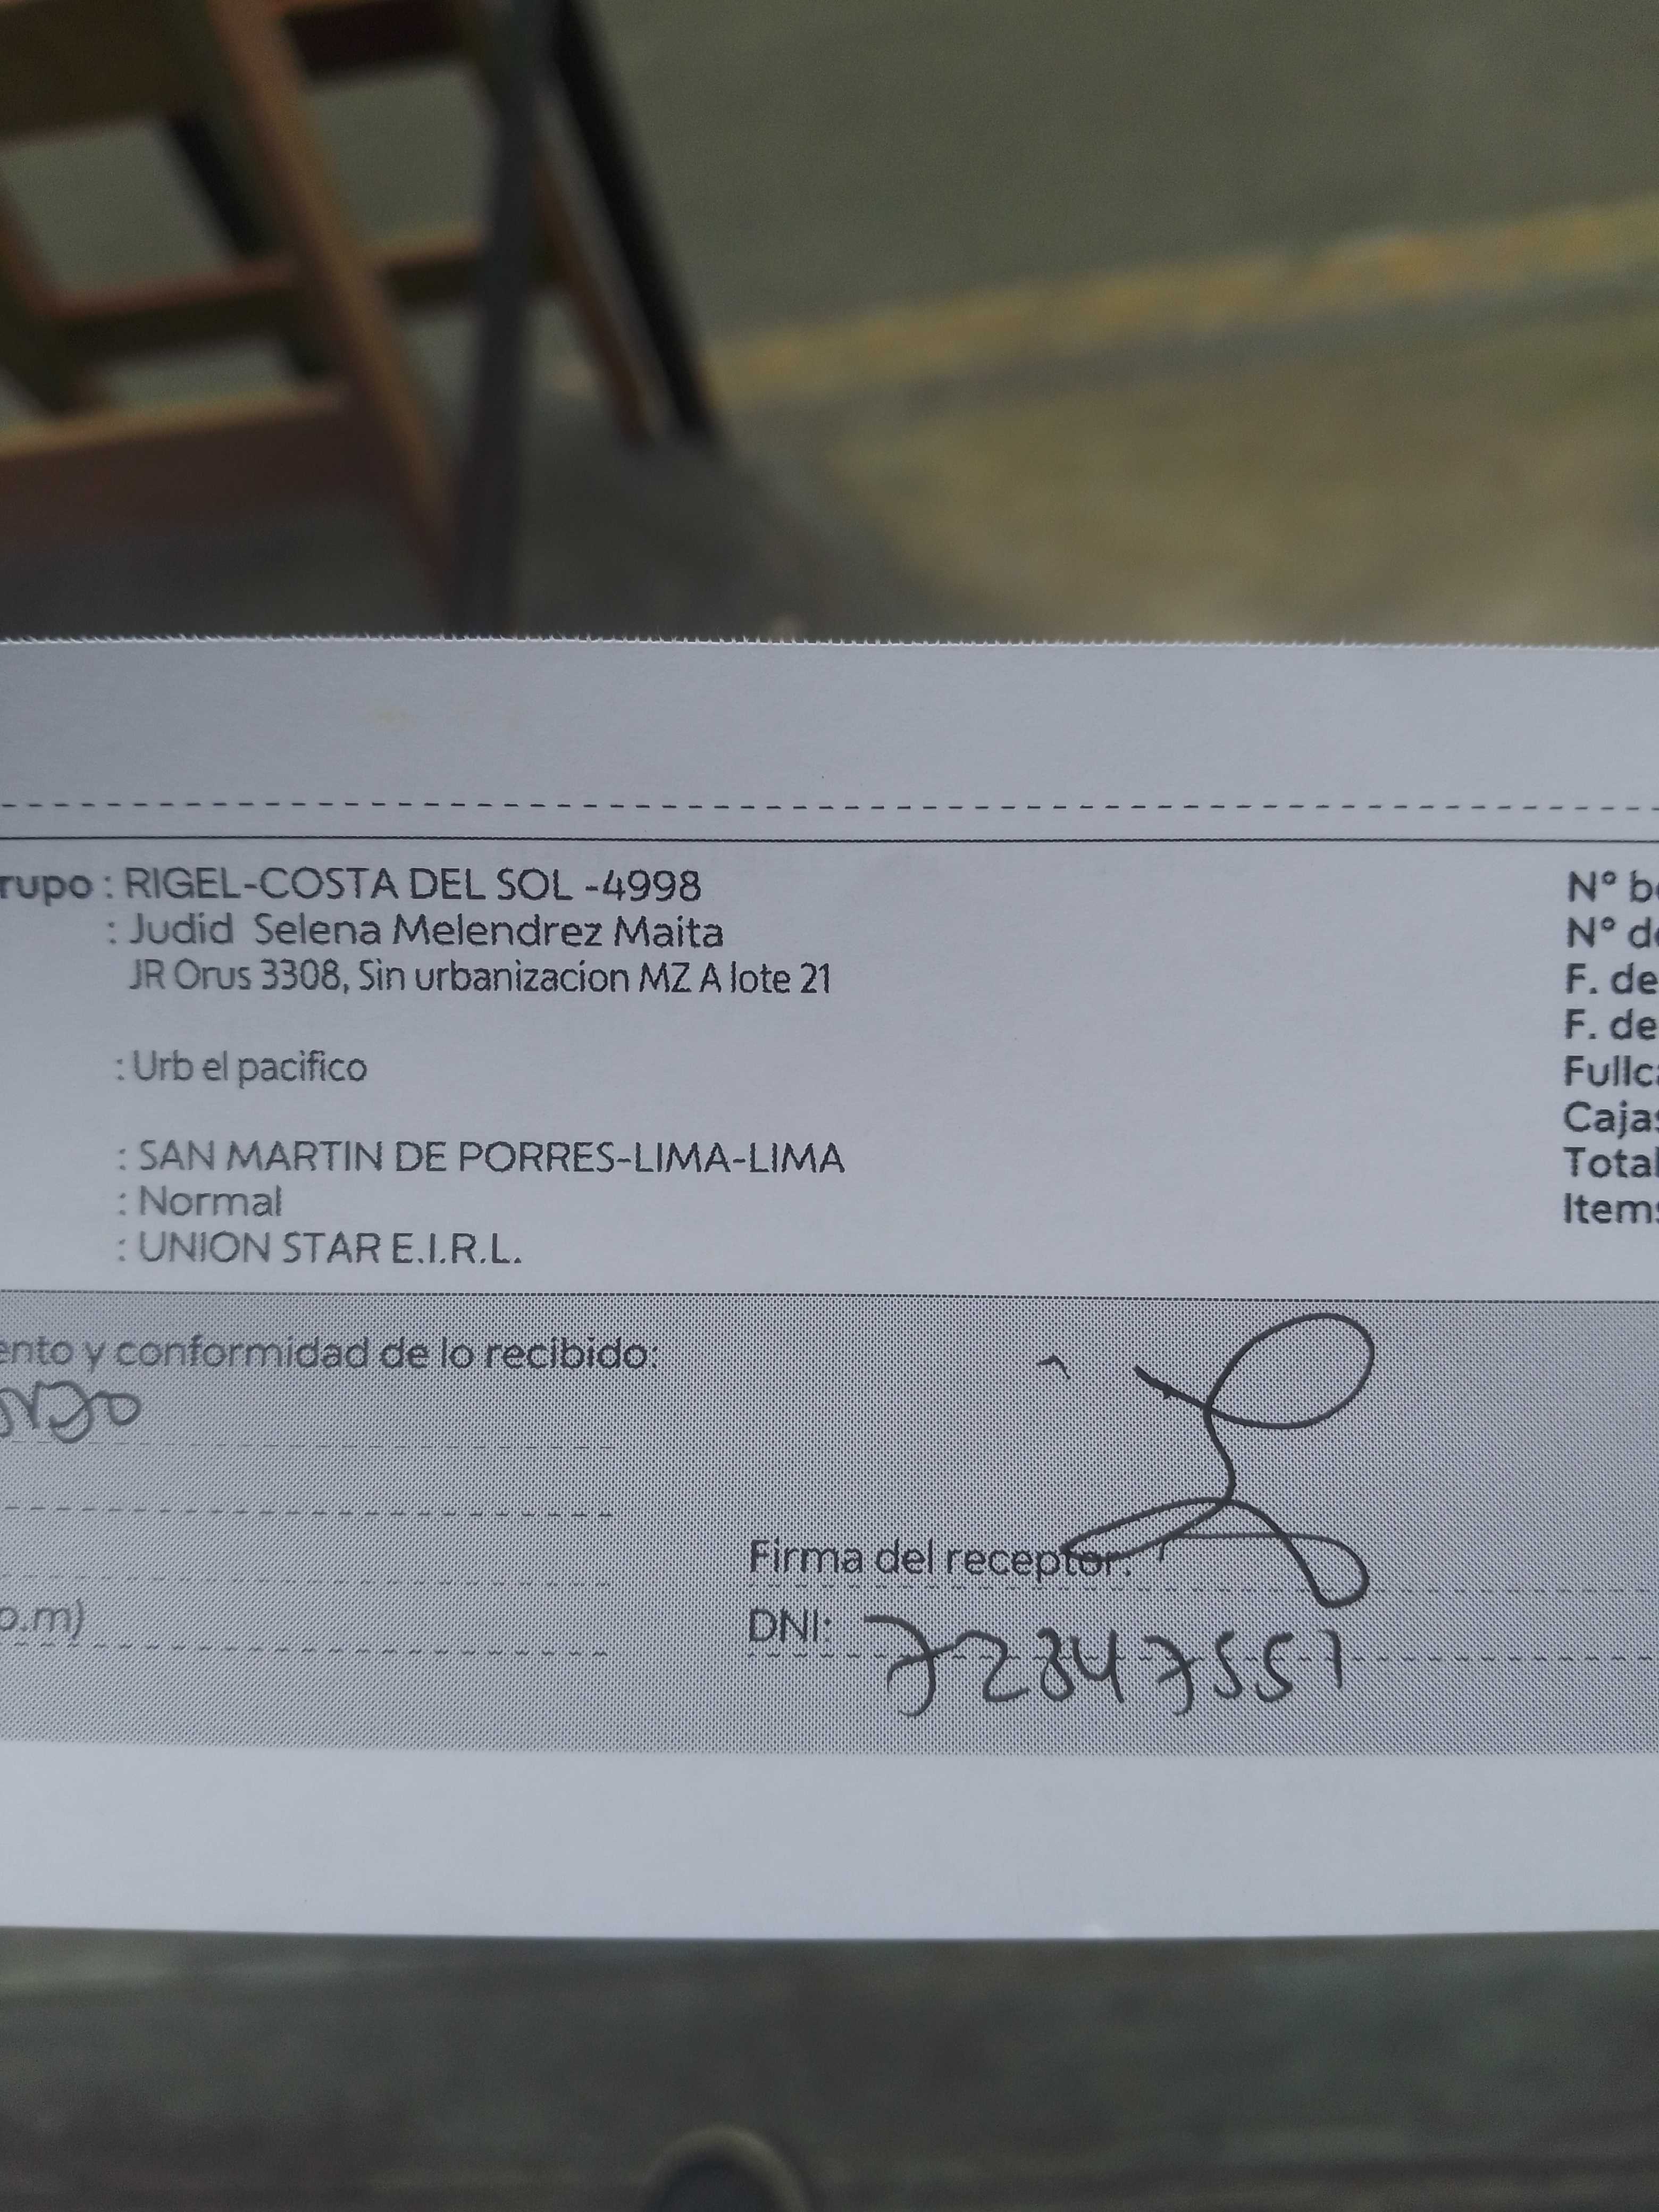 rupo : RIGEL-COSTA DEL SOL -4998
: Judid Selena Melendrez Maita
JR Orus 3308, Sin urbanizacion MZ A lote 21
: Urb el pacifico
: SAN MARTIN DE PORRES-LIMA-LIMA
: Normal
: UNION STAR E.I.R.L.
N° b
N° d
F. de
F. de
Fullc
Cajas
Total
Items
ento y conformidad de lo recibido:
Firma del receptor:
p.m)
DNI: 72847551